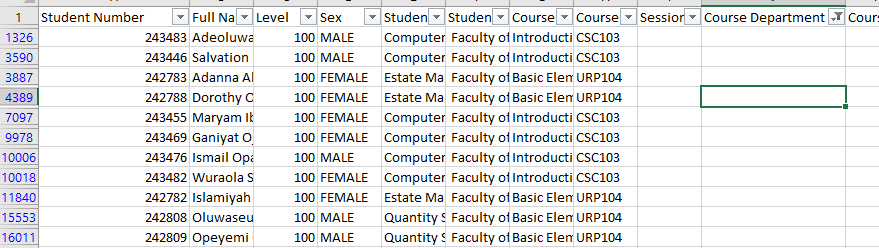 1 Student Number Full Na Level Sex Studen Studen Course Course Session Course Department Cours
1326 243483 Adeoluwa 100 MALE Computer Faculty of Introducti CSC103
3590 243446 Salvation 100 MALE Computer Faculty of Introducti CSC103
3887 242783 Adanna Al 100 FEMALE Estate Ma Faculty of Basic Elem URP104
4389 242788 Dorothy O 100 FEMALE Estate Ma Faculty of Basic Elem URP104
7097 243455 Maryam Ib 100 FEMALE Computer Faculty of Introducti CSC103
9978 243469 Ganiyat O 100 FEMALE Computer Faculty of Introducti CSC103
10006 243476 Ismail Opa 100 MALE Computer Faculty of Introducti CSC103
10018 243482 Wuraola S 100 FEMALE Computer Faculty of Introducti CSC103
11840 242782 Islamiyah 100 FEMALE Estate Ma Faculty of Basic Elem URP104
15553 242808 Oluwaseu 100 MALE Quantity S Faculty of Basic Elem URP104
16011 242809 Opeyemi 100 FEMALE Quantity S Faculty of Basic Elem URP104